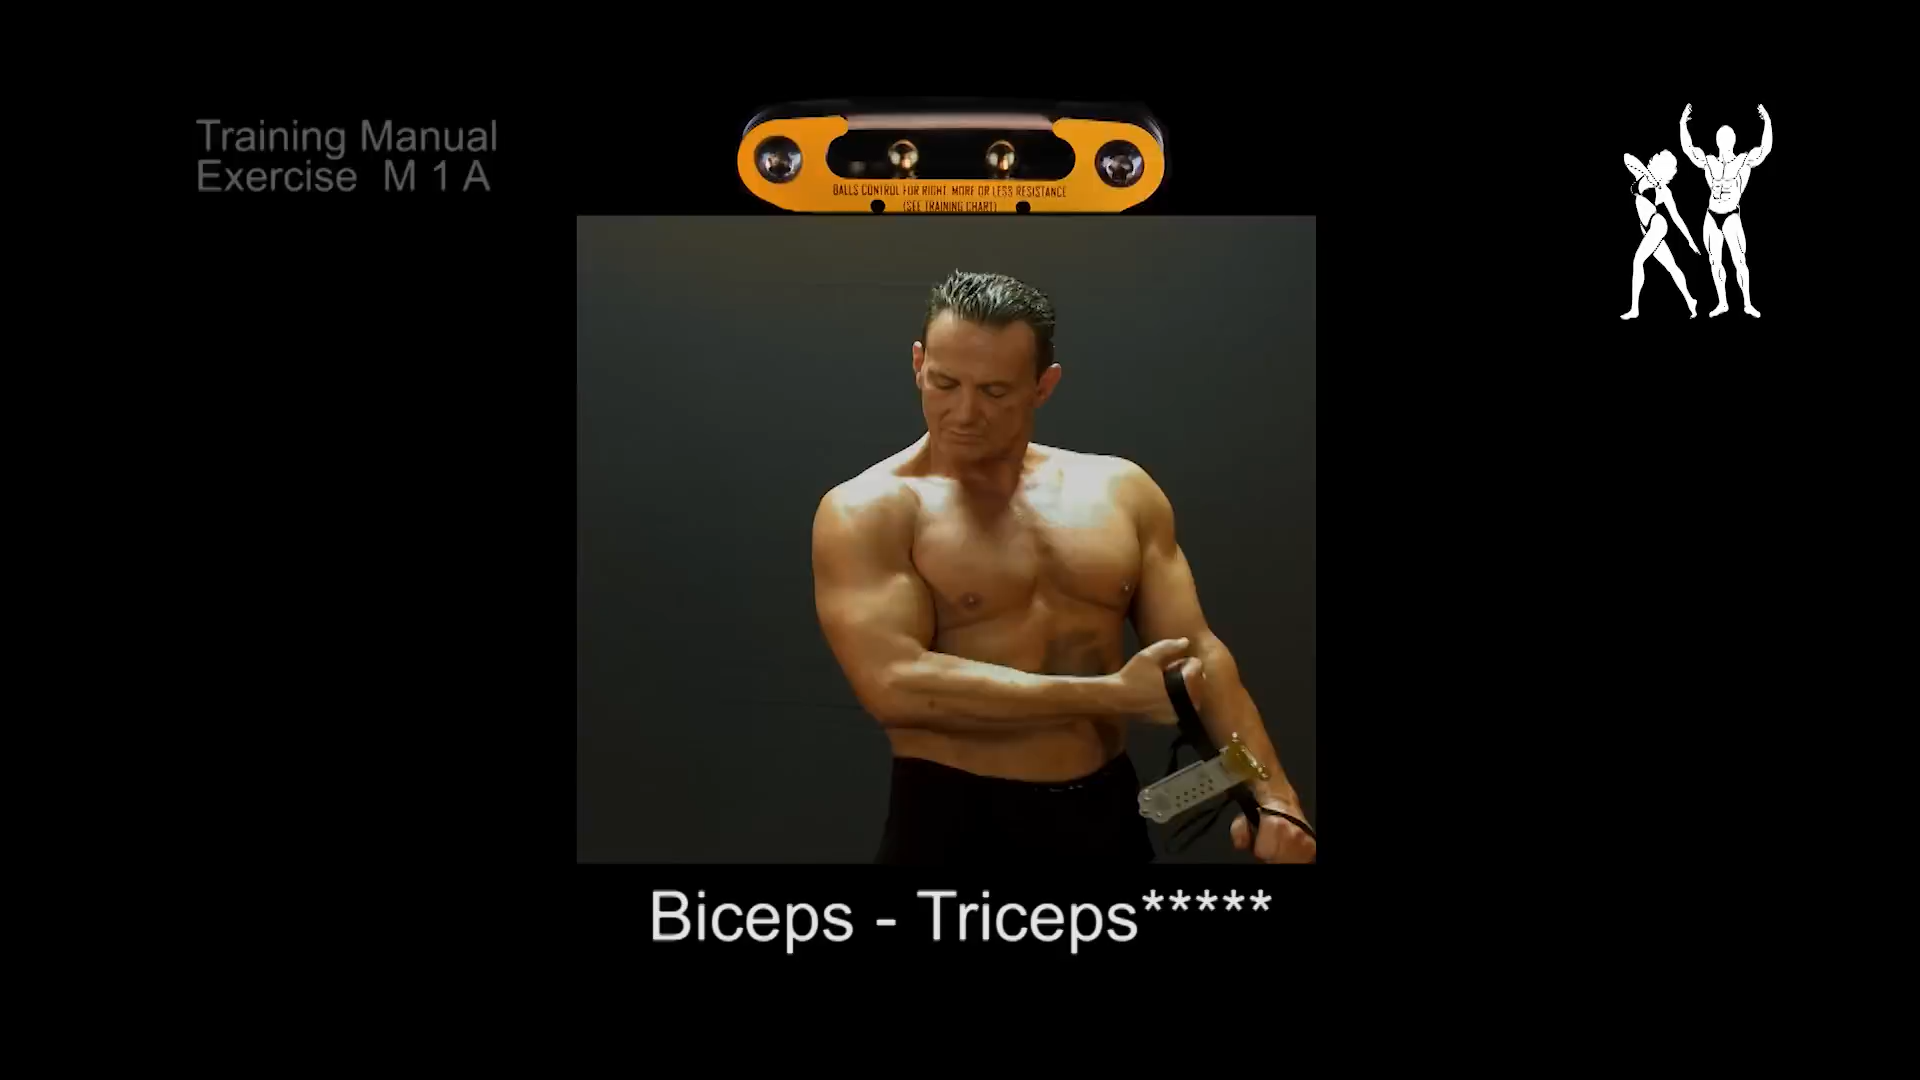 Training Manual
Exercise M 1 A
BALLS CONTROL FOR RIGHT MORE OR LESS RESISTANCE
(SEE TRAINING CHART)
Biceps - Triceps*****